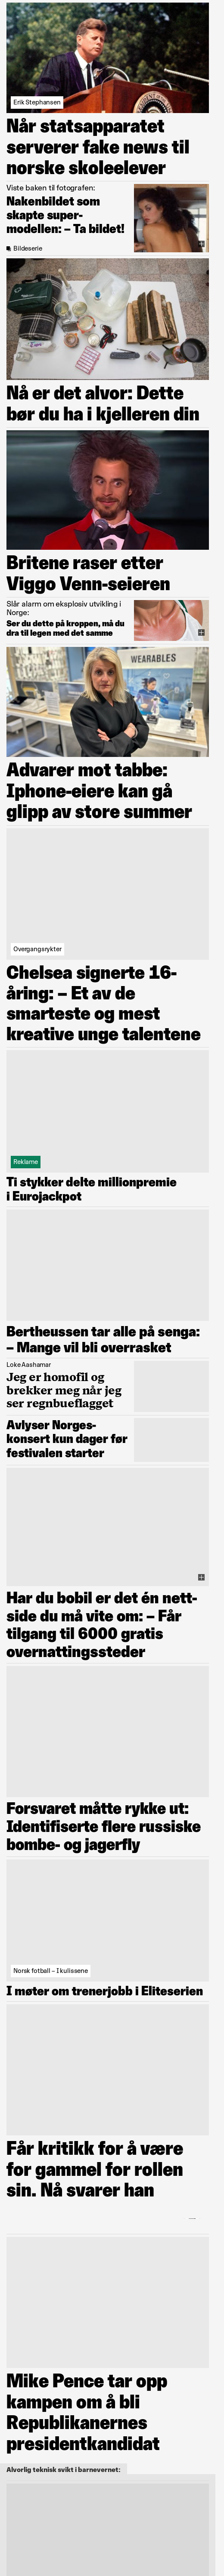 Erik Stephansen
Når statsapparatet
serverer fake news til
norske skoleelever
Viste baken til fotografen:
Nakenbildet som
skapte super-
modellen: – Ta bildet!
Bildeserie
Nå er det alvor: Dette
bør du ha i kjelleren din
Britene raser etter
Viggo Venn-seieren
Slår alarm om eksplosiv utvikling i
Norge:
Ser du dette på kroppen, må du
dra til legen med det samme
WEARABLES
Advarer mot tabbe:
Iphone-eiere kan gå
glipp av store summer
Overgangsrykter
Chelsea signerte 16-
åring: – Et av de
smarteste og mest
kreative unge talentene
Reklame
Ti stykker delte millionpremie
i Eurojackpot
Bertheussen tar alle på senga:
– Mange vil bli overrasket
Loke Aashamar
Jeg er homofil og
brekker meg når jeg
ser regnbueflagget
Avlyser Norges-
konsert kun dager før
festivalen starter
Har du bobil er det én nett-
side du må vite om: – Får
tilgang til 6000 gratis
overnattingssteder
Forsvaret måtte rykke ut:
Identifiserte flere russiske
bombe- og jagerfly
Norsk fotball – I kulissene
I møter om trenerjobb i Eliteserien
Får kritikk for å være
for gammel for rollen
sin. Nå svarer han
Mike Pence tar opp
kampen om å bli
Republikanernes
presidentkandidat
Alvorlig teknisk svikt i barnevernet: